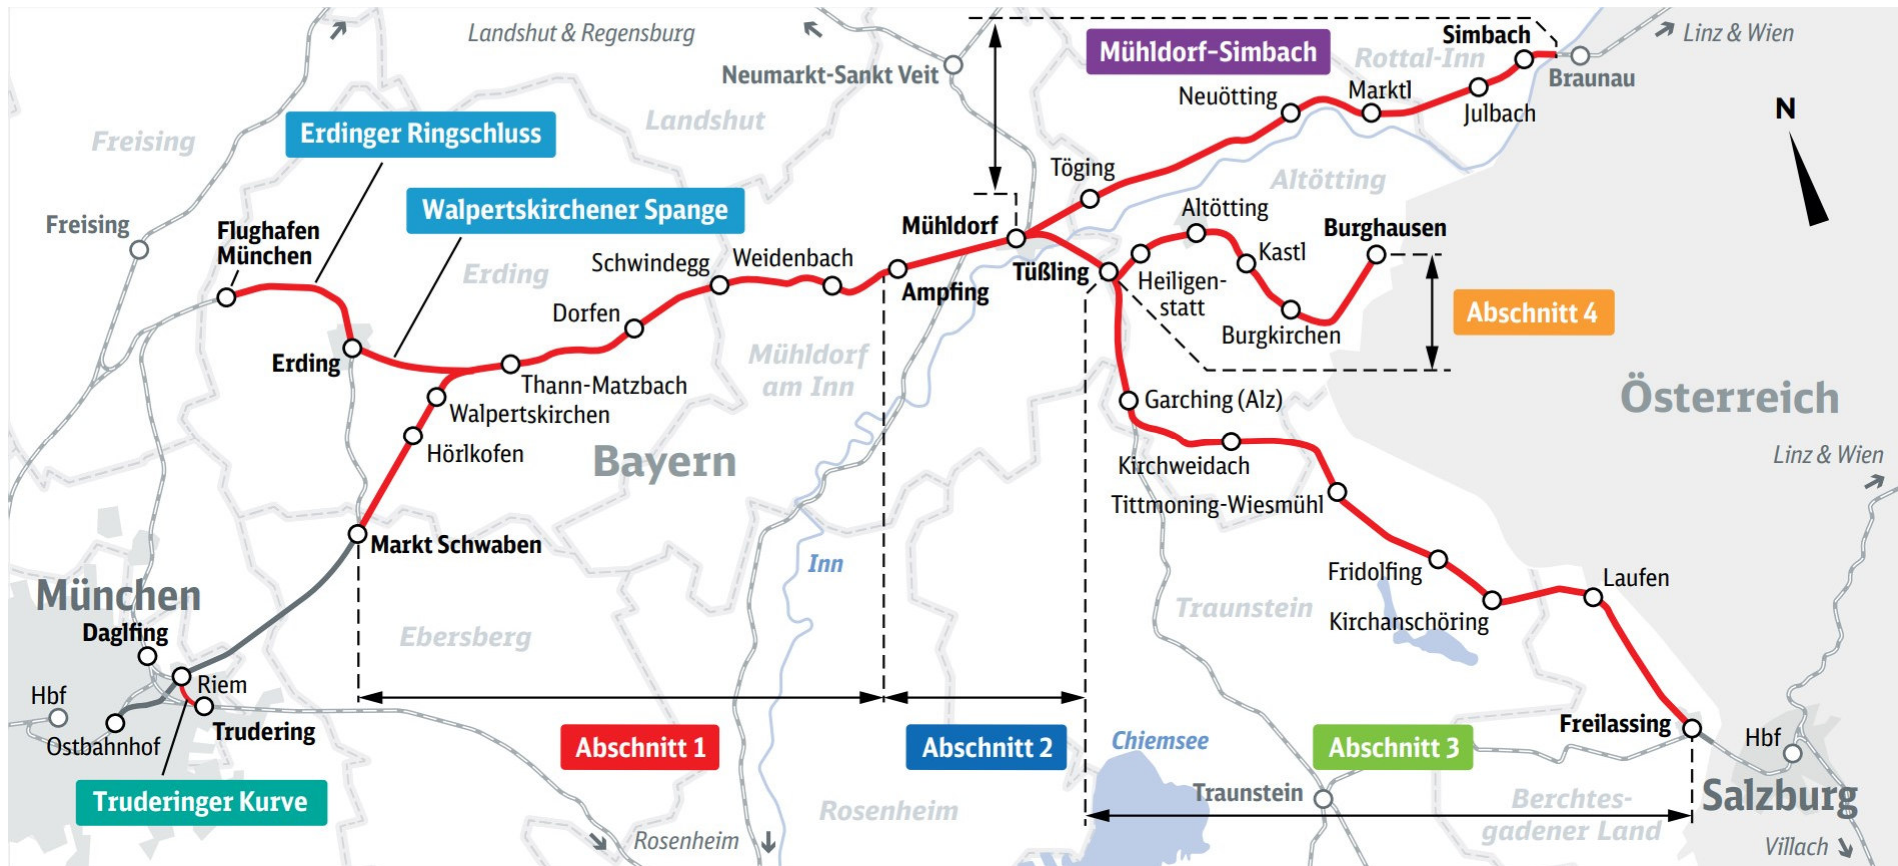 Landshut & Regensburg
Linz & Wien
Simbach
Mühldorf-Simbach
Rottal-Inn
Neumarkt-Sankt Veit
Braunau
Marktl
Neuötting
Julbach
N
Landshut
Erdinger Ringschluss
Freising
Töging
Altötting
Walpertskirchener Spange
Altötting
Freising
Flughafen
München
Mühldorf
Burghausen
Schwindegg
Weidenbach
Kastl
Erding
Tüßling
Heiligen-
statt
Ampfing
Abschnitt 4
Dorfen
Burgkirchen
Erding
Mühldorf
am Inn
Thann-Matzbach
Österreich
Walpertskirchen
Garching (Alz)
Hörlkofen
Bayern
Kirchweidach
Linz & Wien
Tittmoning-Wiesmühl
Markt Schwaben
Inn
Fridolfing
Laufen
München
Traunstein
Kirchanschöring
Daglfing
Ebersberg
Riem
Hbf
Trudering
Ostbahnhof
Freilassing
Hbf
Abschnitt 1
Abschnitt 2
Chiemsee
Abschnitt 3
Truderinger Kurve
Traunstein
Salzburg
Rosenheim
Berchtes-
gadener Land
Rosenheim
Villach